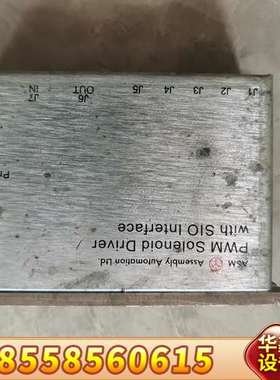 J7 IN
J6 OUT
J5
J4
J3
J2
J1
ASM Assembly Automation Ltd.
PWM Solenoid Driver
with SIO Interface
8558560615
华
设